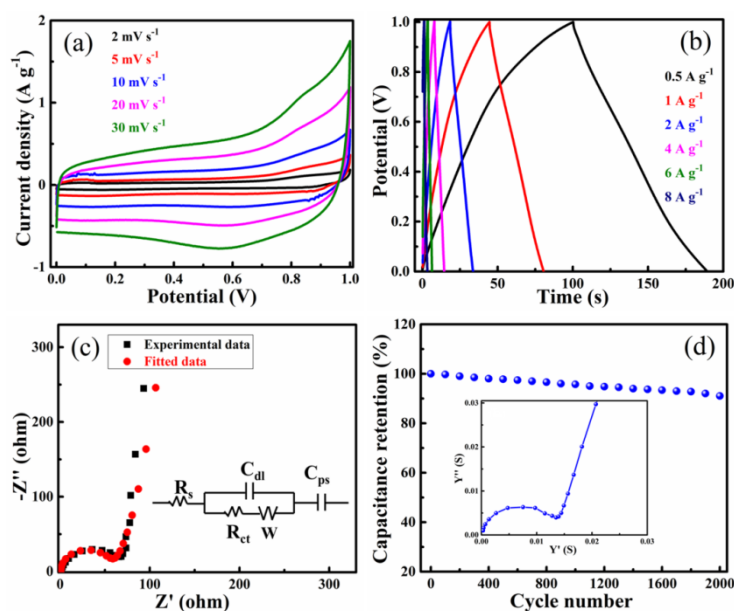 (a)
2 mV s⁻¹
5 mV s⁻¹
10 mV s⁻¹
20 mV s⁻¹
30 mV s⁻¹
Current density (A g⁻¹)
2
1
0
-1
0.0 0.2 0.4 0.6 0.8 1.0
Potential (V)
(b)
0.5 A g⁻¹
1 A g⁻¹
2 A g⁻¹
4 A g⁻¹
6 A g⁻¹
8 A g⁻¹
Potential (V)
1.0
0.8
0.6
0.4
0.2
0.0
0 50 100 150 200
Time (s)
(c)
Experimental data
Fitted data
-Z'' (ohm)
300
200
100
0
Rs
Cdl
Rct
W
Cps
0 100 200 300
Z' (ohm)
(d)
Capacitance retention (%)
120
100
80
60
40
20
Y'' (S)
0.03
0.02
0.01
0.00
0.00 0.01 0.02 0.03
Y' (S)
0 400 800 1200 1600 2000
Cycle number